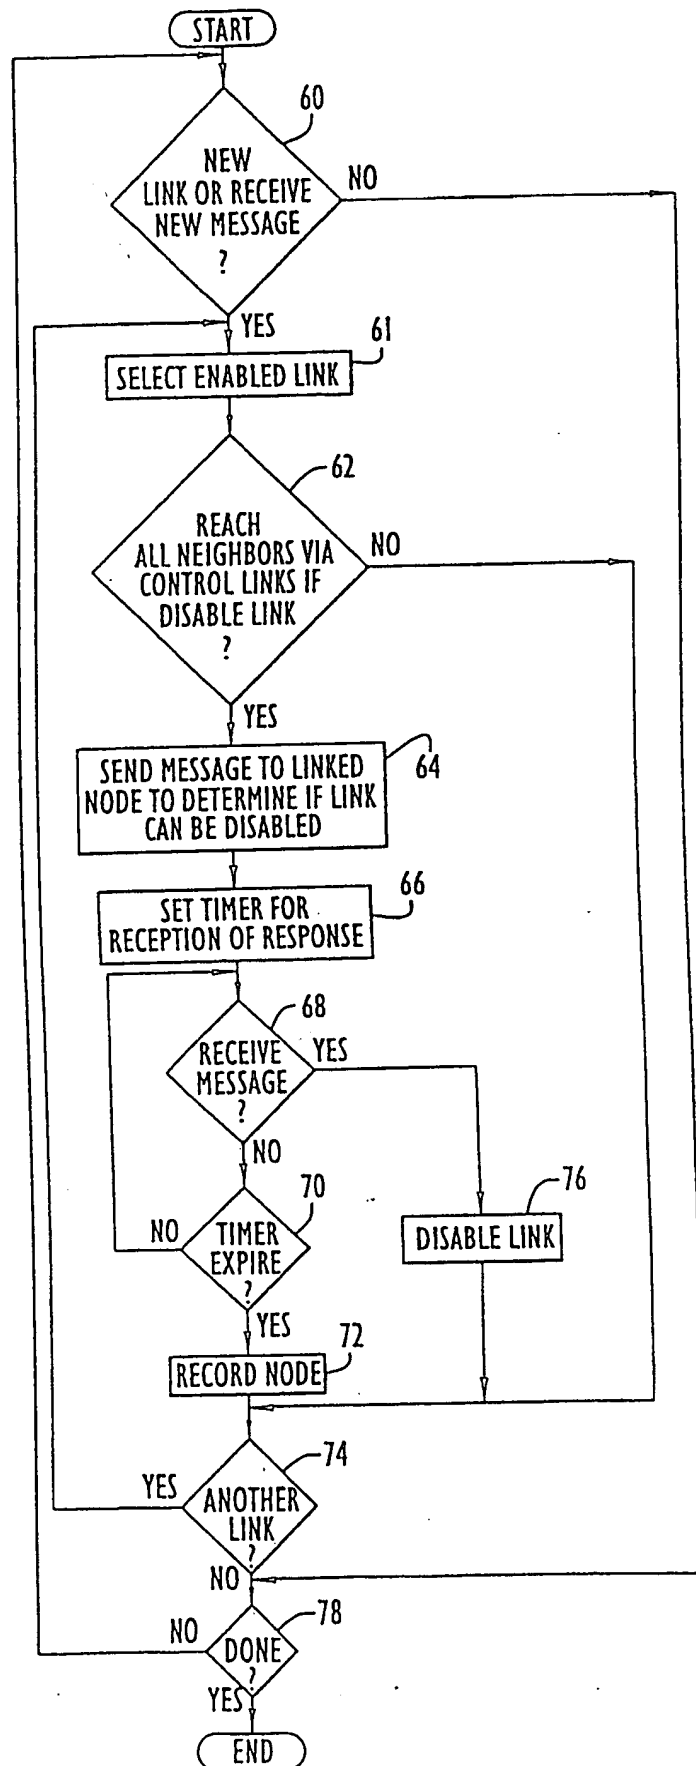 START
60
NEW
LINK OR RECEIVE
NEW MESSAGE
?
NO
YES
61
SELECT ENABLED LINK
62
REACH
ALL NEIGHBORS VIA
CONTROL LINKS IF
DISABLE LINK
?
NO
YES
64
SEND MESSAGE TO LINKED
NODE TO DETERMINE IF LINK
CAN BE DISABLED
66
SET TIMER FOR
RECEPTION OF RESPONSE
68
RECEIVE
MESSAGE
?
YES
NO
70
TIMER
EXPIRE
?
NO
YES
76
DISABLE LINK
72
RECORD NODE
74
ANOTHER
LINK
?
YES
NO
78
DONE
?
NO
YES
END